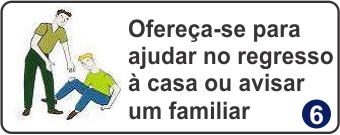 Ofereça-se para
ajudar no regresso
à casa ou avisar
um familiar
6